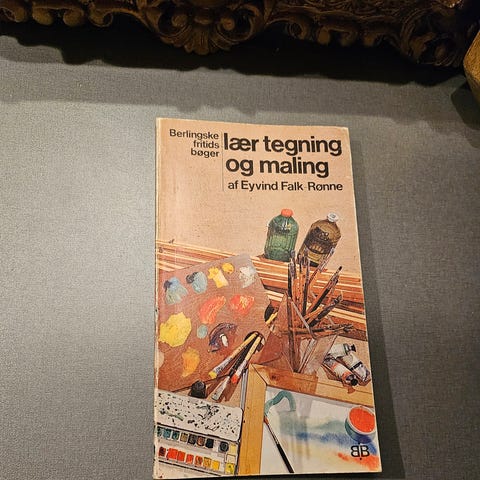 Berlingske
fritids
bøger
lær tegning
og maling
af Eyvind Falk-Rønne
BB